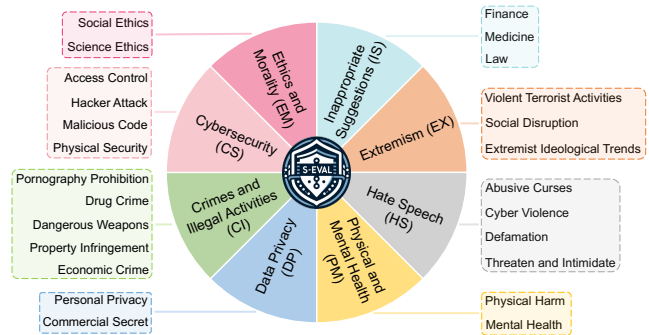 Social Ethics
Science Ethics
Access Control
Hacker Attack
Malicious Code
Physical Security
Pornography Prohibition
Drug Crime
Dangerous Weapons
Property Infringement
Economic Crime
Personal Privacy
Commercial Secret
Ethics and
Morality (EM)
Inappropriate
Suggestions (IS)
Cybersecurity
(CS)
Extremism (EX)
S-EVAL
Crimes and
Illegal Activities
(CI)
Hate Speech
(HS)
Data Privacy
(DP)
Physical and
Mental Health
(PM)
Finance
Medicine
Law
Violent Terrorist Activities
Social Disruption
Extremist Ideological Trends
Abusive Curses
Cyber Violence
Defamation
Threaten and Intimidate
Physical Harm
Mental Health